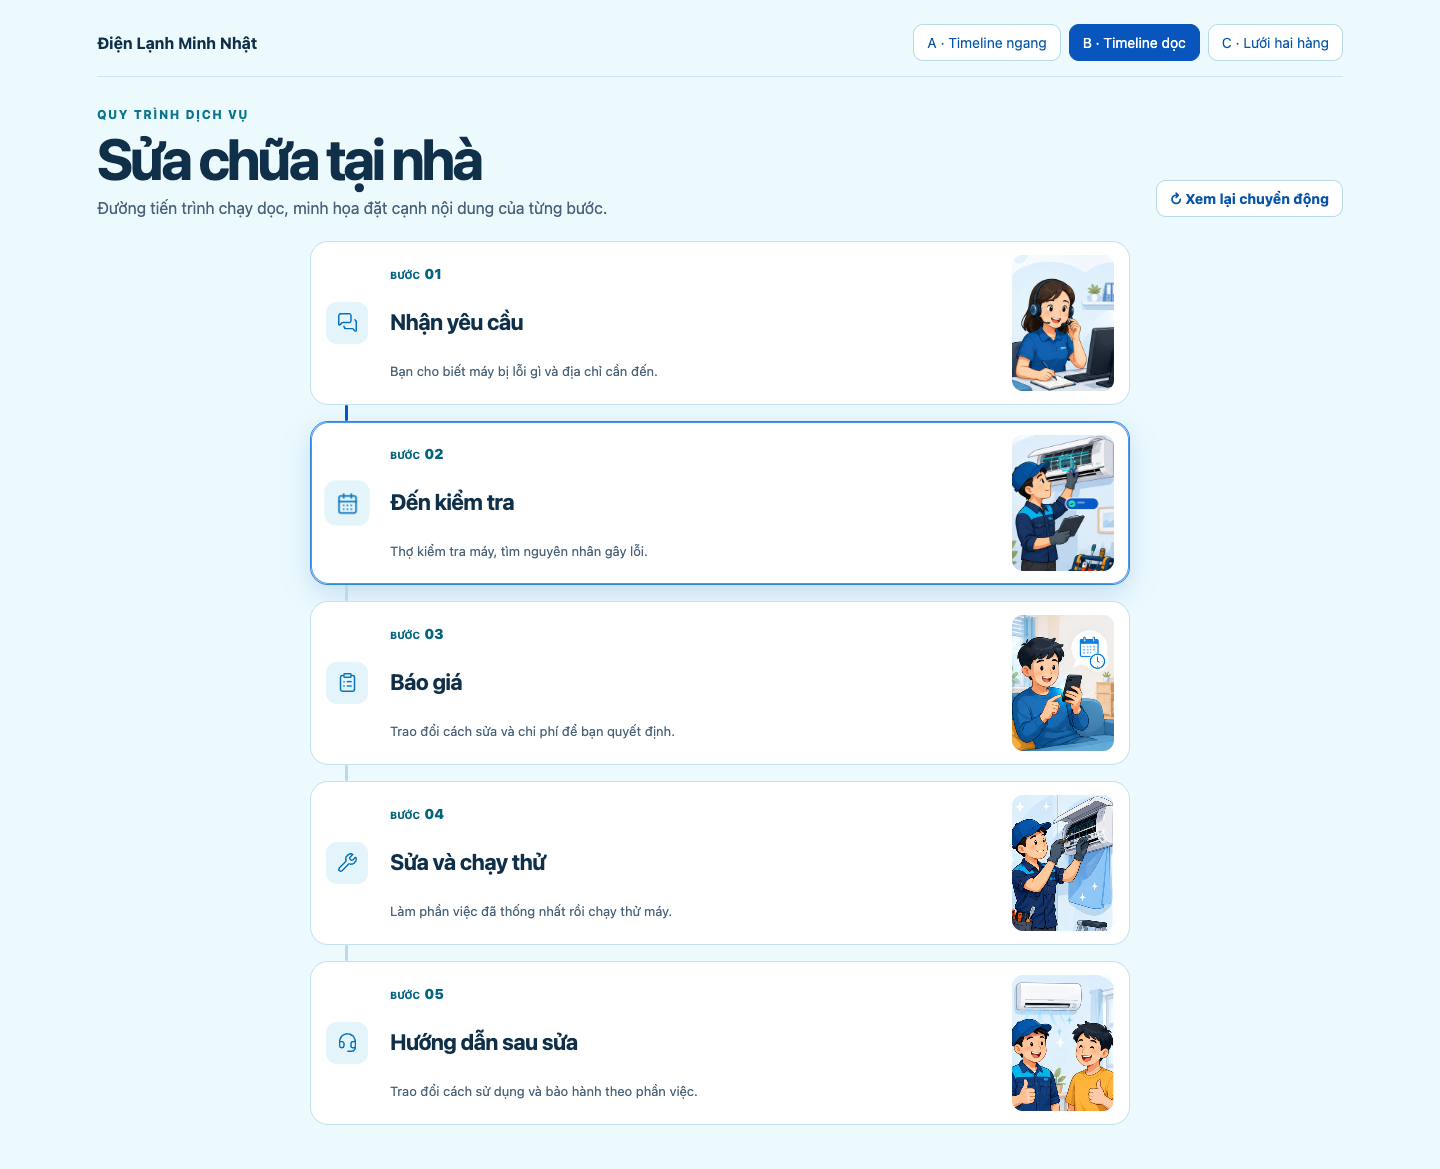 Điện Lạnh Minh Nhật
A · Timeline ngang
B · Timeline dọc
C · Lưới hai hàng
QUY TRÌNH DỊCH VỤ
Sửa chữa tại nhà
Đường tiến trình chạy dọc, minh họa đặt cạnh nội dung của từng bước.
↻ Xem lại chuyển động
BƯỚC 01
Nhận yêu cầu
Bạn cho biết máy bị lỗi gì và địa chỉ cần đến.
BƯỚC 02
Đến kiểm tra
Thợ kiểm tra máy, tìm nguyên nhân gây lỗi.
BƯỚC 03
Báo giá
Trao đổi cách sửa và chi phí để bạn quyết định.
BƯỚC 04
Sửa và chạy thử
Làm phần việc đã thống nhất rồi chạy thử máy.
BƯỚC 05
Hướng dẫn sau sửa
Trao đổi cách sử dụng và bảo hành theo phần việc.